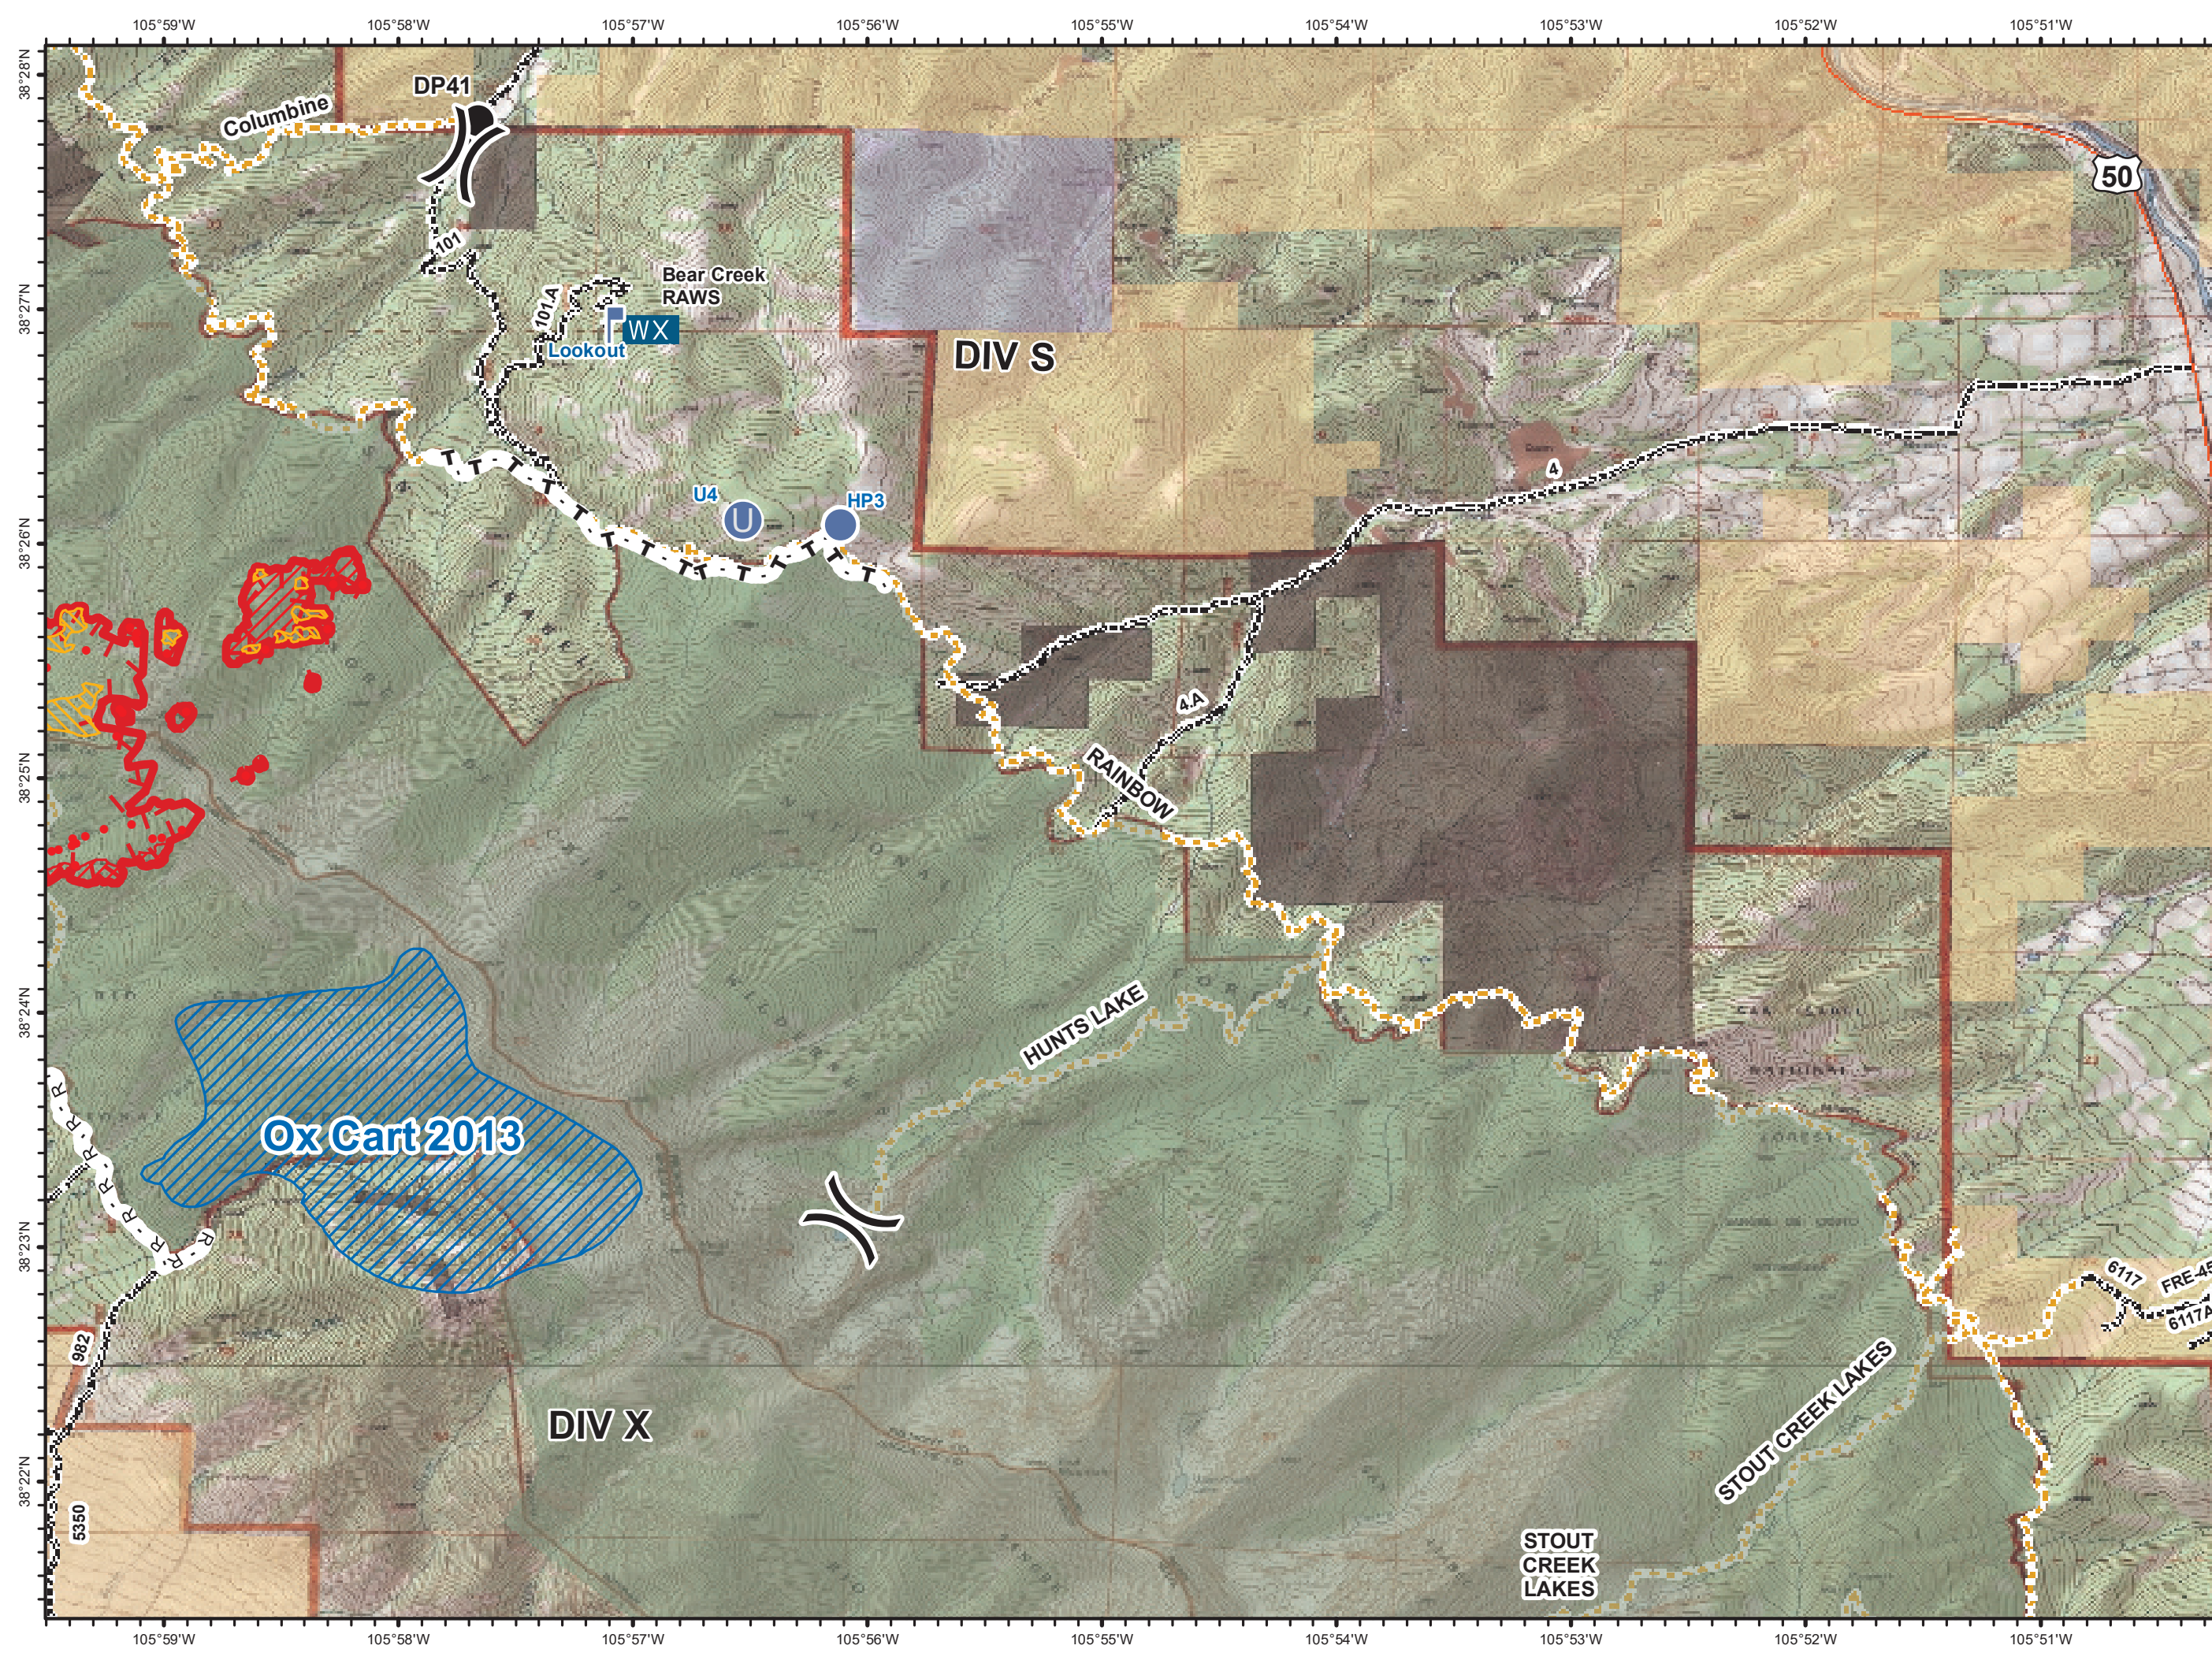 105°59'W
105°58'W
105°57'W
105°56'W
105°55'W
105°54'W
105°53'W
105°52'W
105°51'W
38°28'N
DP41
Columbine
50
101
Bear Creek
RAWS
38°27'N
101.A
WX
Lookout
DIV S
4
U4
HP3
U
38°26'N
T
T
T
T
T
T
T
T
T
T
T
T
T
T
4.A
RAINBOW
38°25'N
38°24'N
HUNTS LAKE
R
R
R
R
R
R
R
R
R
R
Ox Cart 2013
38°23'N
6117
FRE-45
6117A
982
STOUT CREEK LAKES
DIV X
38°22'N
5350
STOUT
CREEK
LAKES
105°59'W
105°58'W
105°57'W
105°56'W
105°55'W
105°54'W
105°53'W
105°52'W
105°51'W